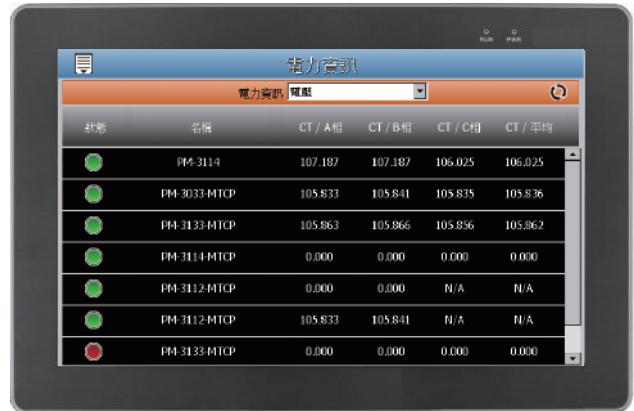 RUN PWR
電力資訊
電力資訊 電壓
狀態 名稱 CT / A相 CT / B相 CT / C相 CT / 平均
PM-3114 107.187 107.187 106.025 106.025
PM-3033-MTCP 105.833 105.841 105.835 105.836
PM-3133-MTCP 105.863 105.866 105.856 105.862
PM-3114-MTCP 0.000 0.000 0.000 0.000
PM-3112-MTCP 0.000 0.000 N/A N/A
PM-3112-MTCP 105.833 105.841 N/A N/A
PM-3133-MTCP 0.000 0.000 0.000 0.000